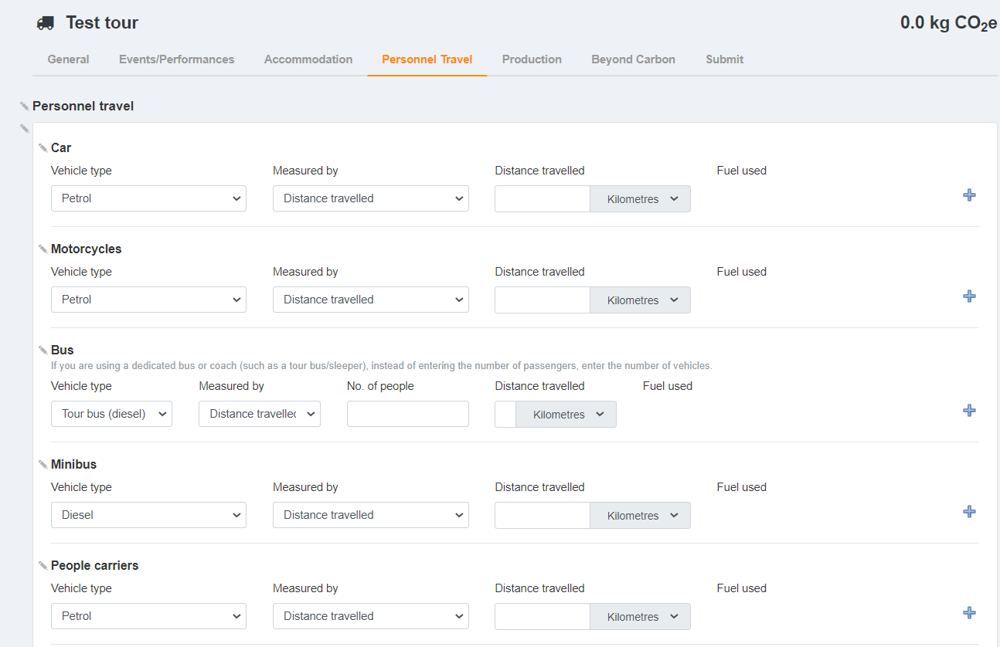 Test tour
0.0 kg CO2e
General Events/Performances Accommodation Personnel Travel Production Beyond Carbon Submit
Personnel travel
Car
Vehicle type Measured by Distance travelled Fuel used
Petrol Distance travelled Kilometres
Motorcycles
Vehicle type Measured by Distance travelled Fuel used
Petrol Distance travelled Kilometres
Bus
If you are using a dedicated bus or coach (such as a tour bus/sleeper), instead of entering the number of passengers, enter the number of vehicles.
Vehicle type Measured by No. of people Distance travelled Fuel used
Tour bus (diesel) Distance travelled Kilometres
Minibus
Vehicle type Measured by Distance travelled Fuel used
Diesel Distance travelled Kilometres
People carriers
Vehicle type Measured by Distance travelled Fuel used
Petrol Distance travelled Kilometres